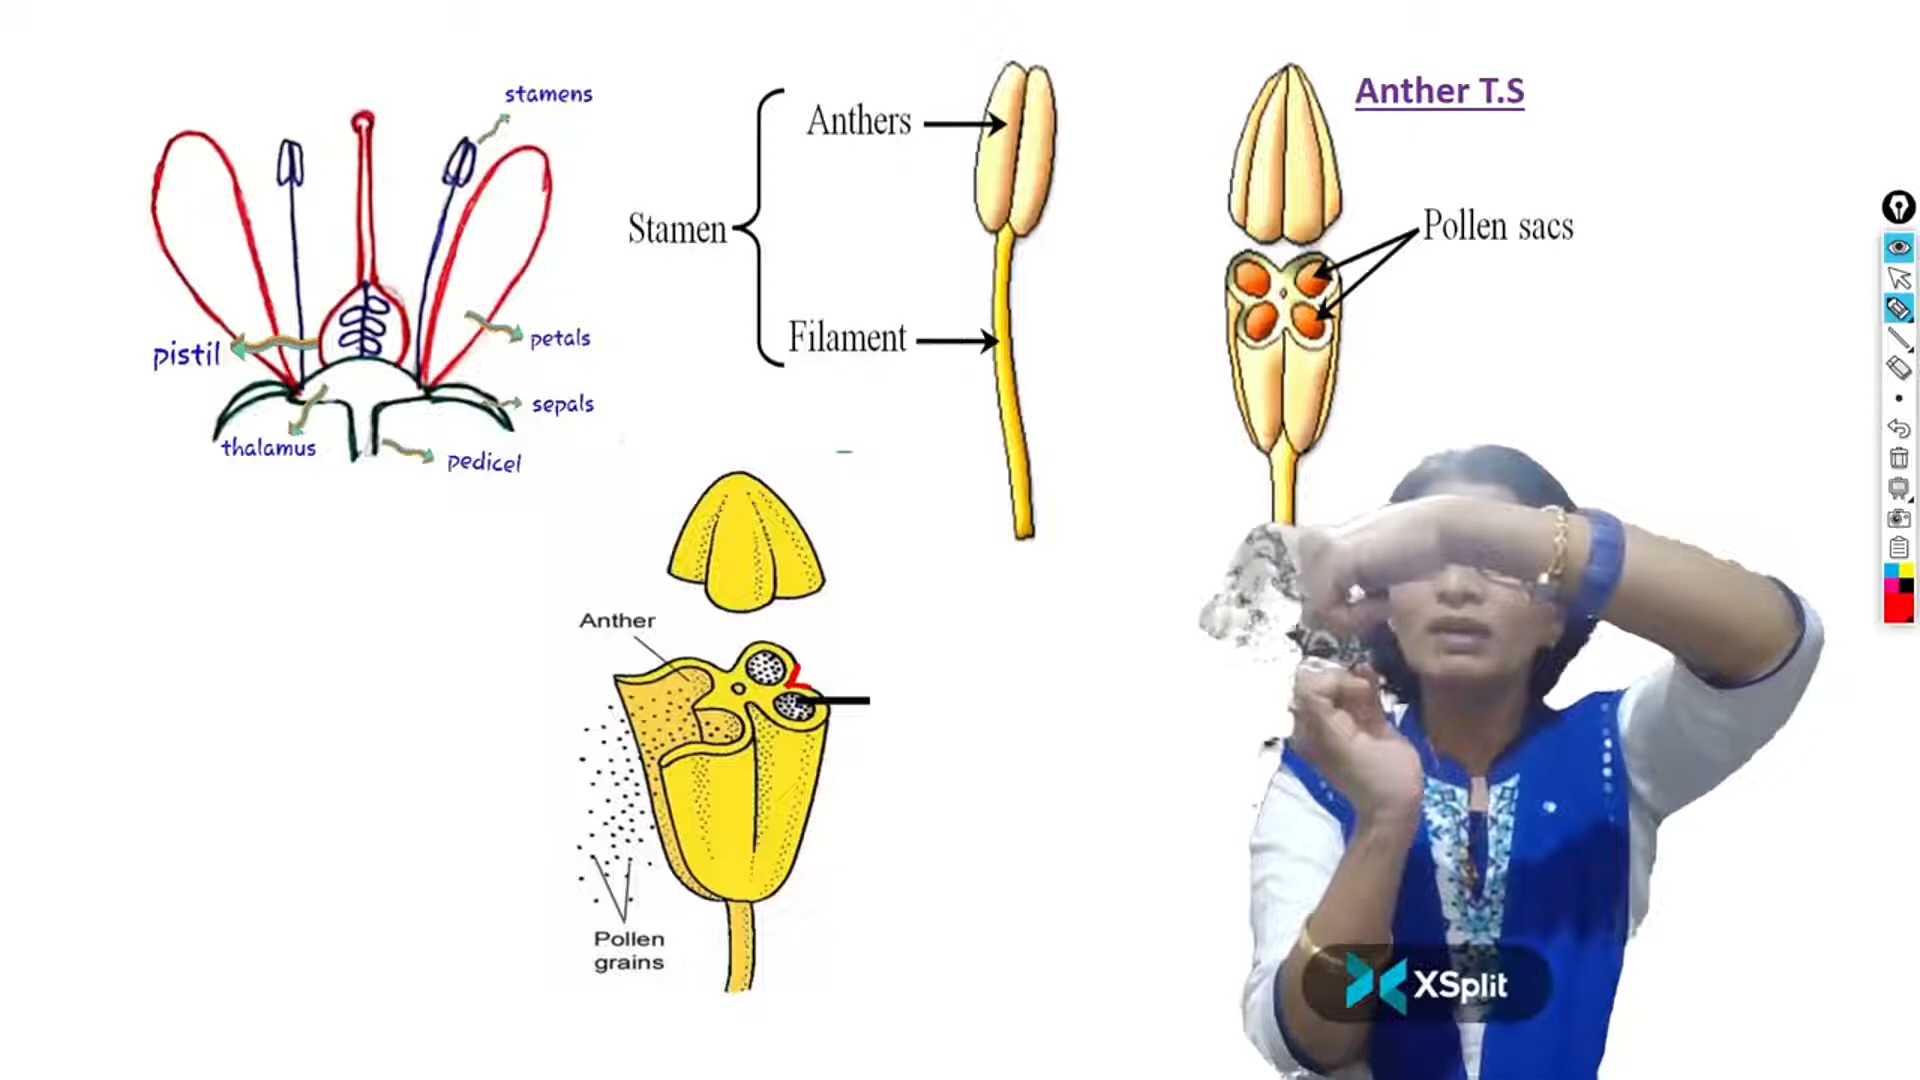 stamens
pistil
petals
sepals
thalamus
pedicel
Stamen
Anthers
Filament
Anther T.S
Pollen sacs
Anther
Pollen
grains
XSplit